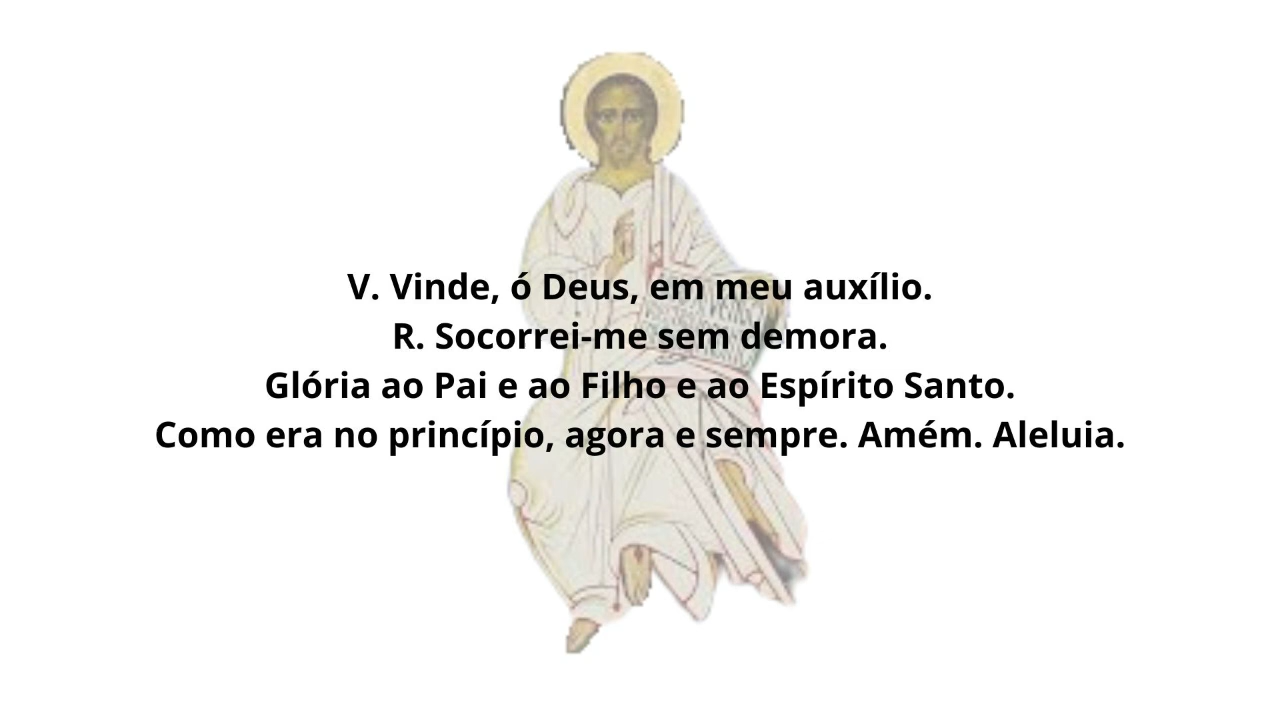 V. Vinde, ó Deus, em meu auxílio.
R. Socorrei-me sem demora.
Glória ao Pai e ao Filho e ao Espírito Santo.
Como era no princípio, agora e sempre. Amém. Aleluia.